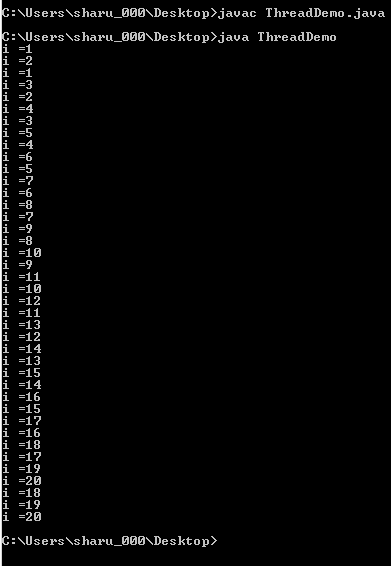 C:\Users\sharu_000\Desktop>javac ThreadDemo.java
C:\Users\sharu_000\Desktop>java ThreadDemo
i =1
i =2
i =1
i =3
i =2
i =4
i =3
i =5
i =4
i =6
i =5
i =7
i =6
i =8
i =7
i =9
i =8
i =10
i =9
i =11
i =10
i =12
i =11
i =13
i =12
i =14
i =13
i =15
i =14
i =16
i =15
i =17
i =16
i =18
i =17
i =19
i =20
i =18
i =19
i =20
C:\Users\sharu_000\Desktop>